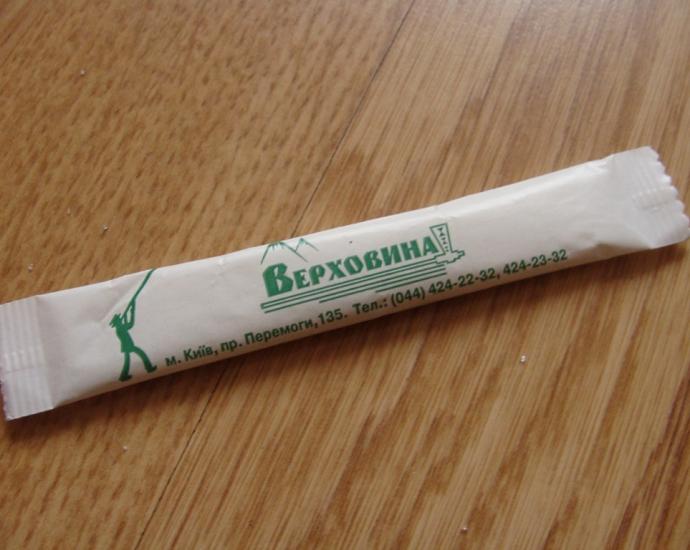 ВЕРХОВИНА
м. Київ, пр. Перемоги,135. Тел.: (044) 424-22-32, 424-23-32